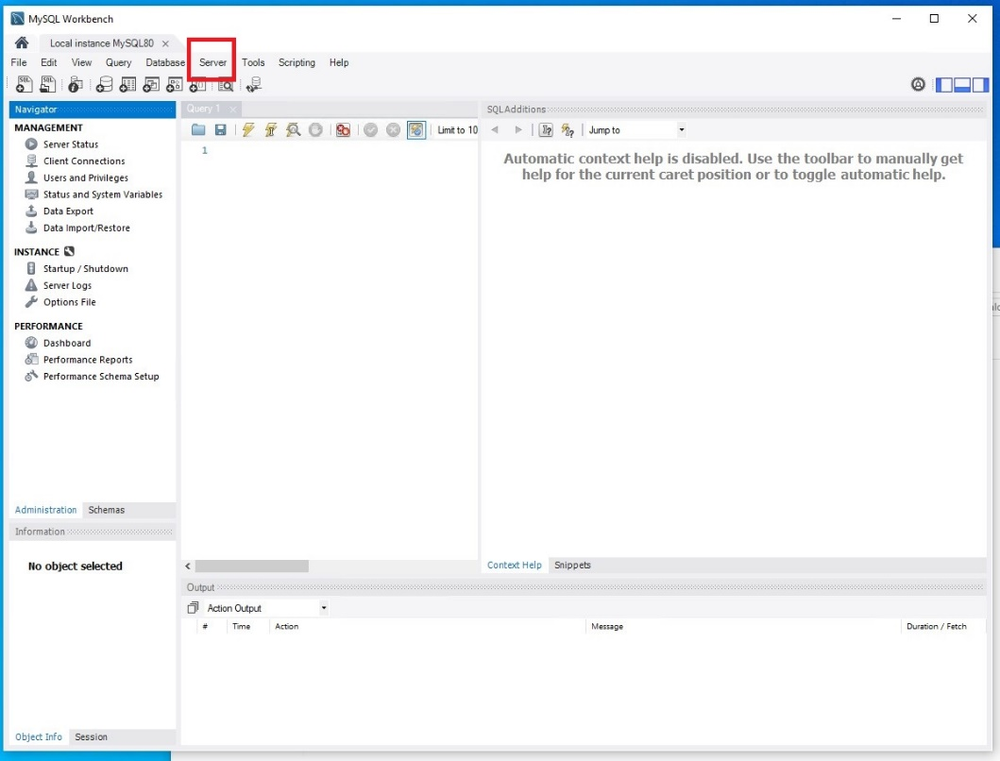 MySQL Workbench
Local instance MySQL80
File Edit View Query Database Server Tools Scripting Help
Navigator
MANAGEMENT
Server Status
Client Connections
Users and Privileges
Status and System Variables
Data Export
Data Import/Restore
INSTANCE
Startup / Shutdown
Server Logs
Options File
PERFORMANCE
Dashboard
Performance Reports
Performance Schema Setup
Administration Schemas
Information
No object selected
Object Info Session
Query 1
Limit to 10
1
SQLAdditions
Jump to
Automatic context help is disabled. Use the toolbar to manually get
help for the current caret position or to toggle automatic help.
Context Help Snippets
Output
Action Output
# Time Action Message Duration / Fetch